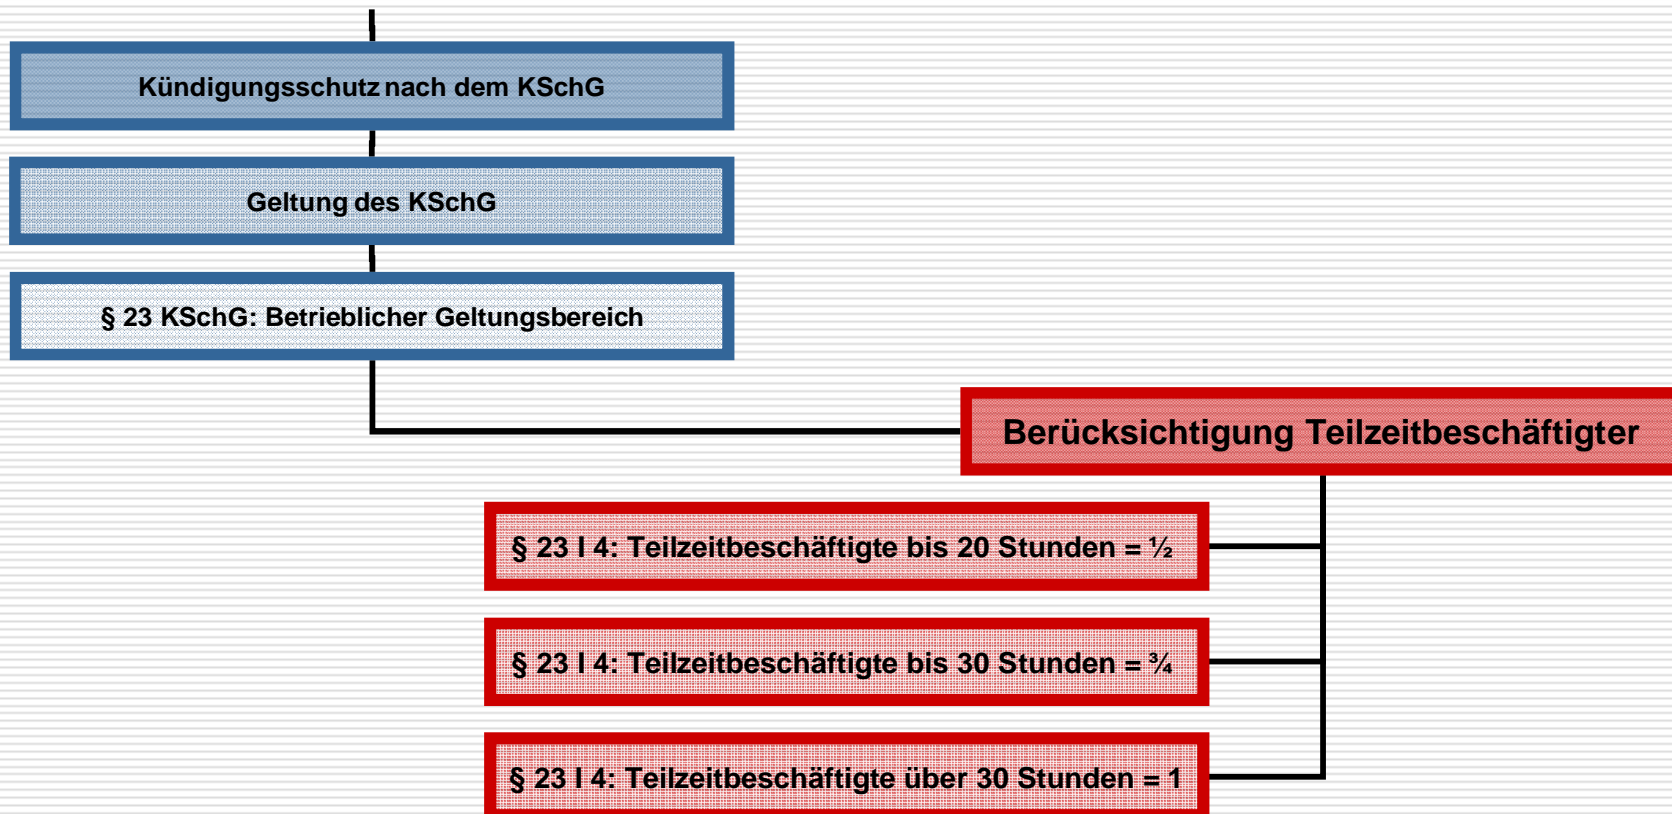 Kündigungsschutz nach dem KSchG
Geltung des KSchG
§ 23 KSchG: Betrieblicher Geltungsbereich
Berücksichtigung Teilzeitbeschäftigter
§ 23 I 4: Teilzeitbeschäftigte bis 20 Stunden = ½
§ 23 I 4: Teilzeitbeschäftigte bis 30 Stunden = ¾
§ 23 I 4: Teilzeitbeschäftigte über 30 Stunden = 1